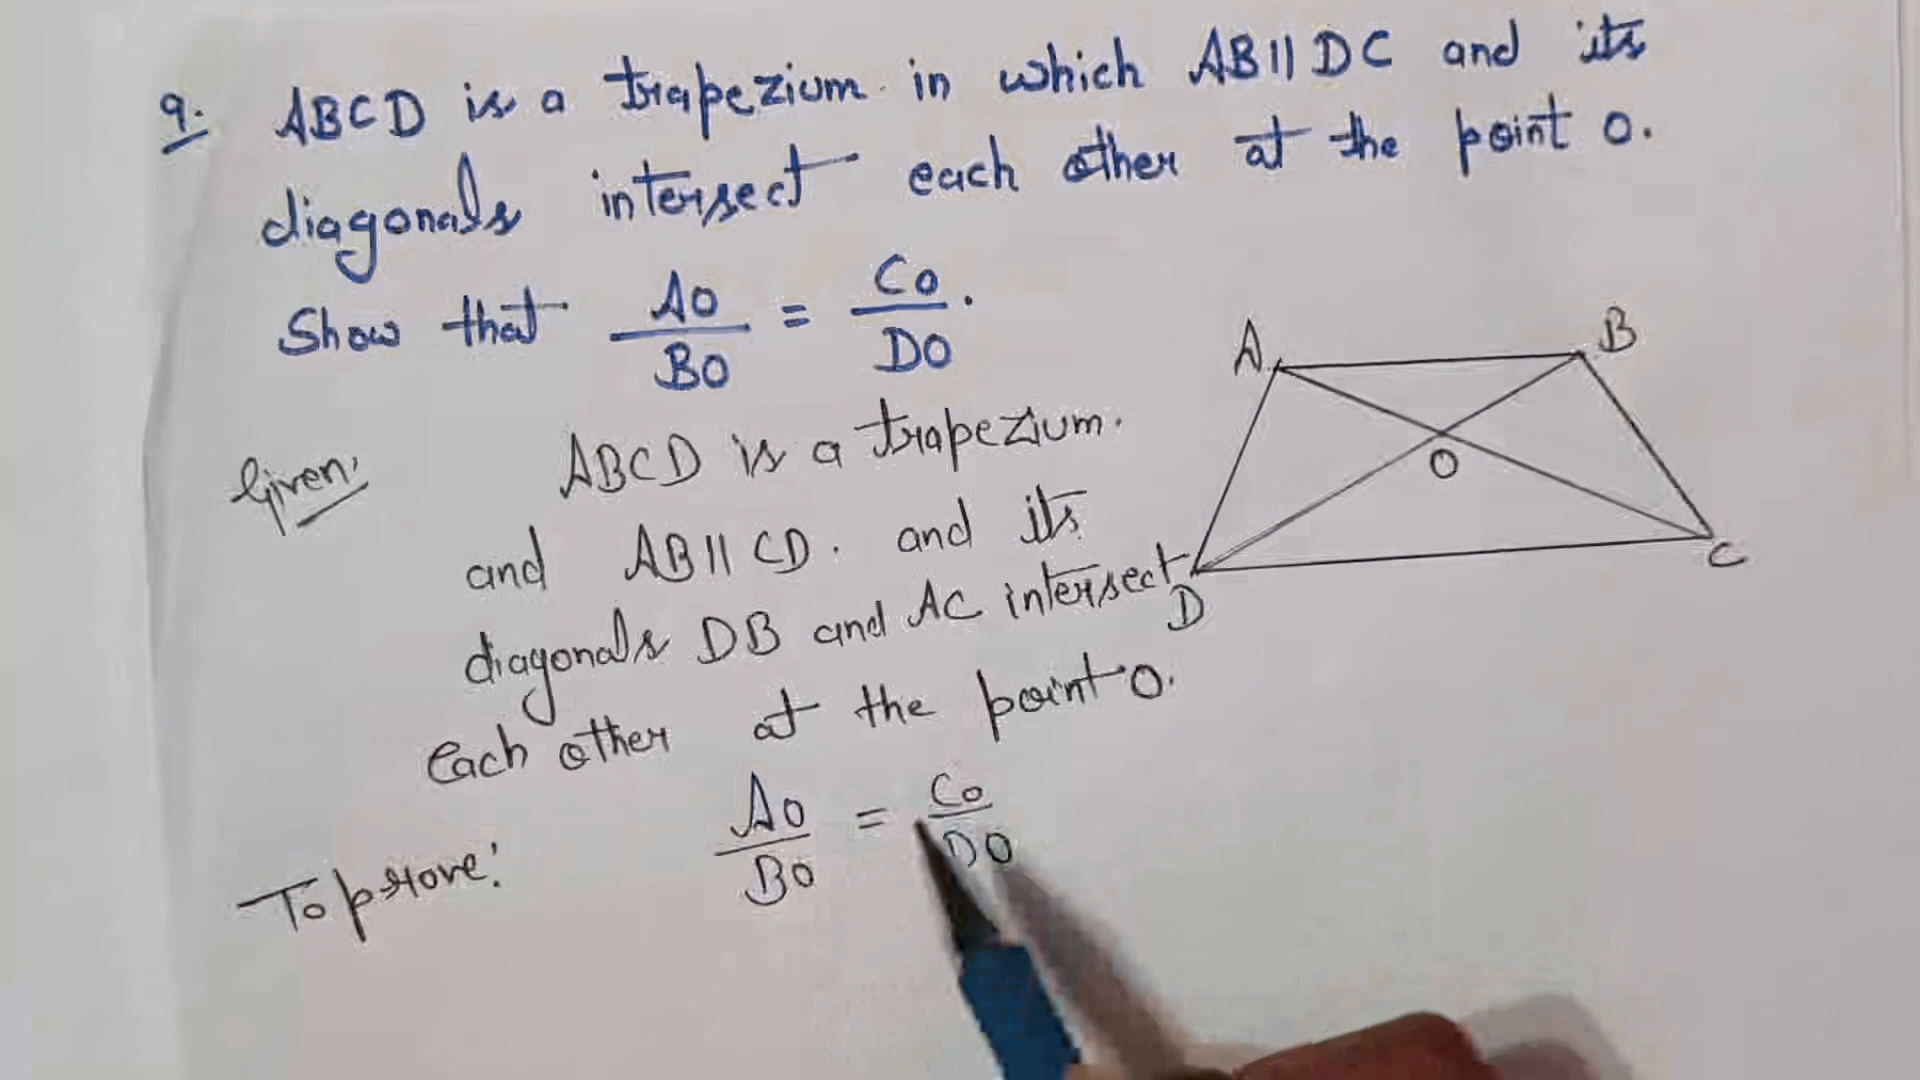 9. ABCD is a trapezium in which AB || DC and its
diagonals intersect each other at the point O.
Show that AO/BO = CO/DO.
A B
O
D C
Given: ABCD is a trapezium.
and AB || CD. and its
diagonals DB and AC intersect
each other at the point O.
To prove: AO/BO = CO/DO